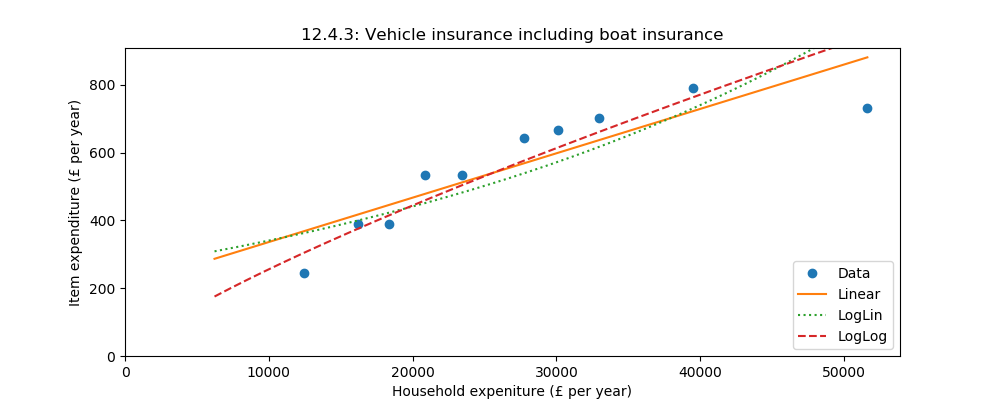 12.4.3: Vehicle insurance including boat insurance
Item expenditure (£ per year)
800
600
400
200
0
0 10000 20000 30000 40000 50000
Household expeniture (£ per year)
Data
Linear
LogLin
LogLog